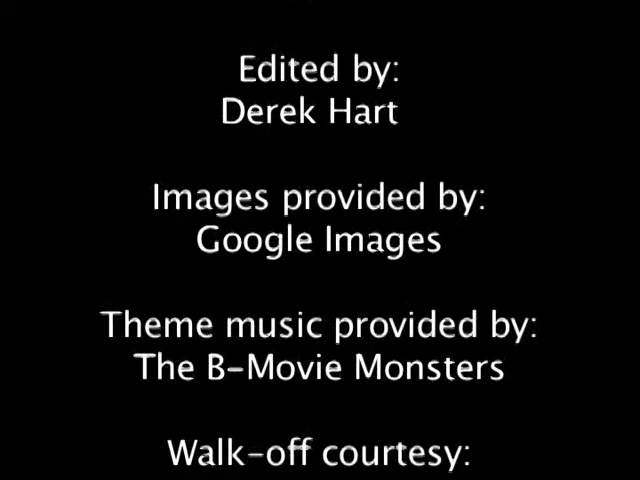 Edited by:
Derek Hart
Images provided by:
Google Images
Theme music provided by:
The B-Movie Monsters
Walk-off courtesy: